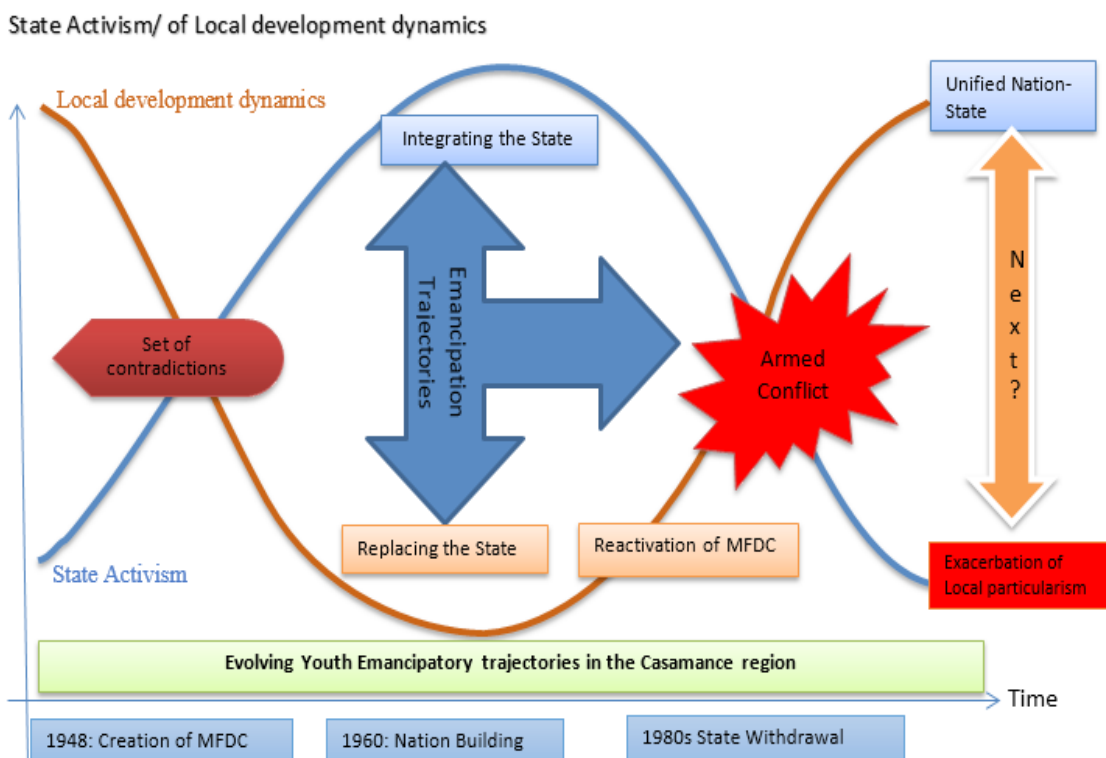 State Activism/ of Local development dynamics
Local development dynamics
Unified Nation-
State
Integrating the State
Emancipation
Trajectories
Set of
contradictions
Armed
Conflict
Next?
Replacing the State
Reactivation of MFDC
Exacerbation of
Local particularism
State Activism
Evolving Youth Emancipatory trajectories in the Casamance region
Time
1948: Creation of MFDC
1960: Nation Building
1980s State Withdrawal